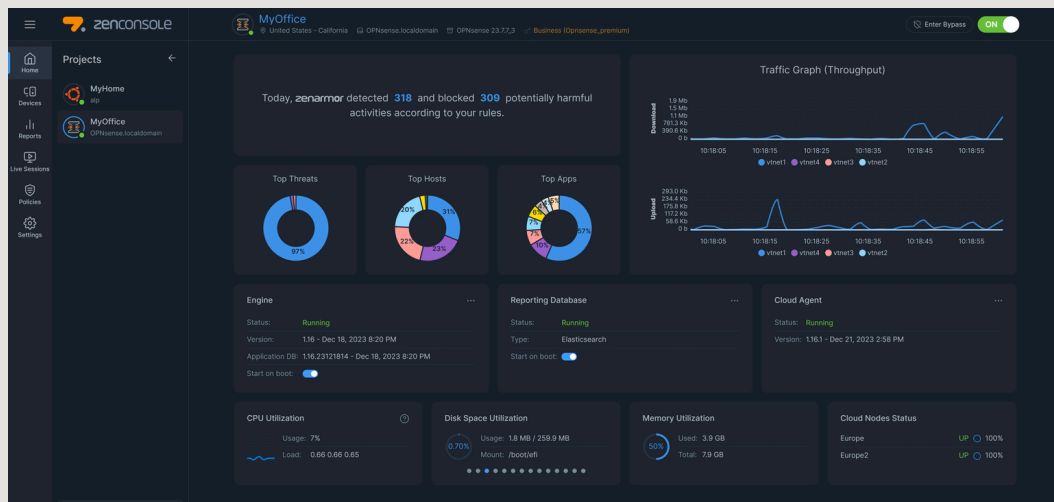 zenconsole
MyOffice
United States - California OPNsense.localdomain OPNsense 23.7.7_3 Business (Opnsense_premium)
Enter Bypass
ON
Home
Devices
Reports
Live Sessions
Policies
Settings
Projects
MyHome
alp
MyOffice
OPNsense.localdomain
Today, zenarmor detected 318 and blocked 309 potentially harmful
activities according to your rules.
Traffic Graph (Throughput)
Download
1.9 Mb
1.5 Mb
1.1 Mb
781.3 Kb
390.6 Kb
0 b
10:18:05 10:18:15 10:18:25 10:18:35 10:18:45 10:18:55
vtnet1 vtnet4 vtnet3 vtnet2
Upload
293.0 Kb
234.4 Kb
175.8 Kb
117.2 Kb
58.6 Kb
0 b
10:18:05 10:18:15 10:18:25 10:18:35 10:18:45 10:18:55
vtnet1 vtnet4 vtnet3 vtnet2
Top Threats
97%
Top Hosts
31%
23%
22%
20%
Top Apps
57%
10%
7%
7%
6%
Engine
Status: Running
Version: 1.16 - Dec 18, 2023 8:20 PM
Application DB: 1.16.23121814 - Dec 18, 2023 8:20 PM
Start on boot:
Reporting Database
Status: Running
Type: Elasticsearch
Start on boot:
Cloud Agent
Status: Running
Version: 1.16.1 - Dec 21, 2023 2:58 PM
CPU Utilization
Usage: 7%
Load: 0.66 0.66 0.65
Disk Space Utilization
0.70%
Usage: 1.8 MB / 259.9 MB
Mount: /boot/efi
Memory Utilization
50%
Used: 3.9 GB
Total: 7.9 GB
Cloud Nodes Status
Europe UP 100%
Europe2 UP 100%